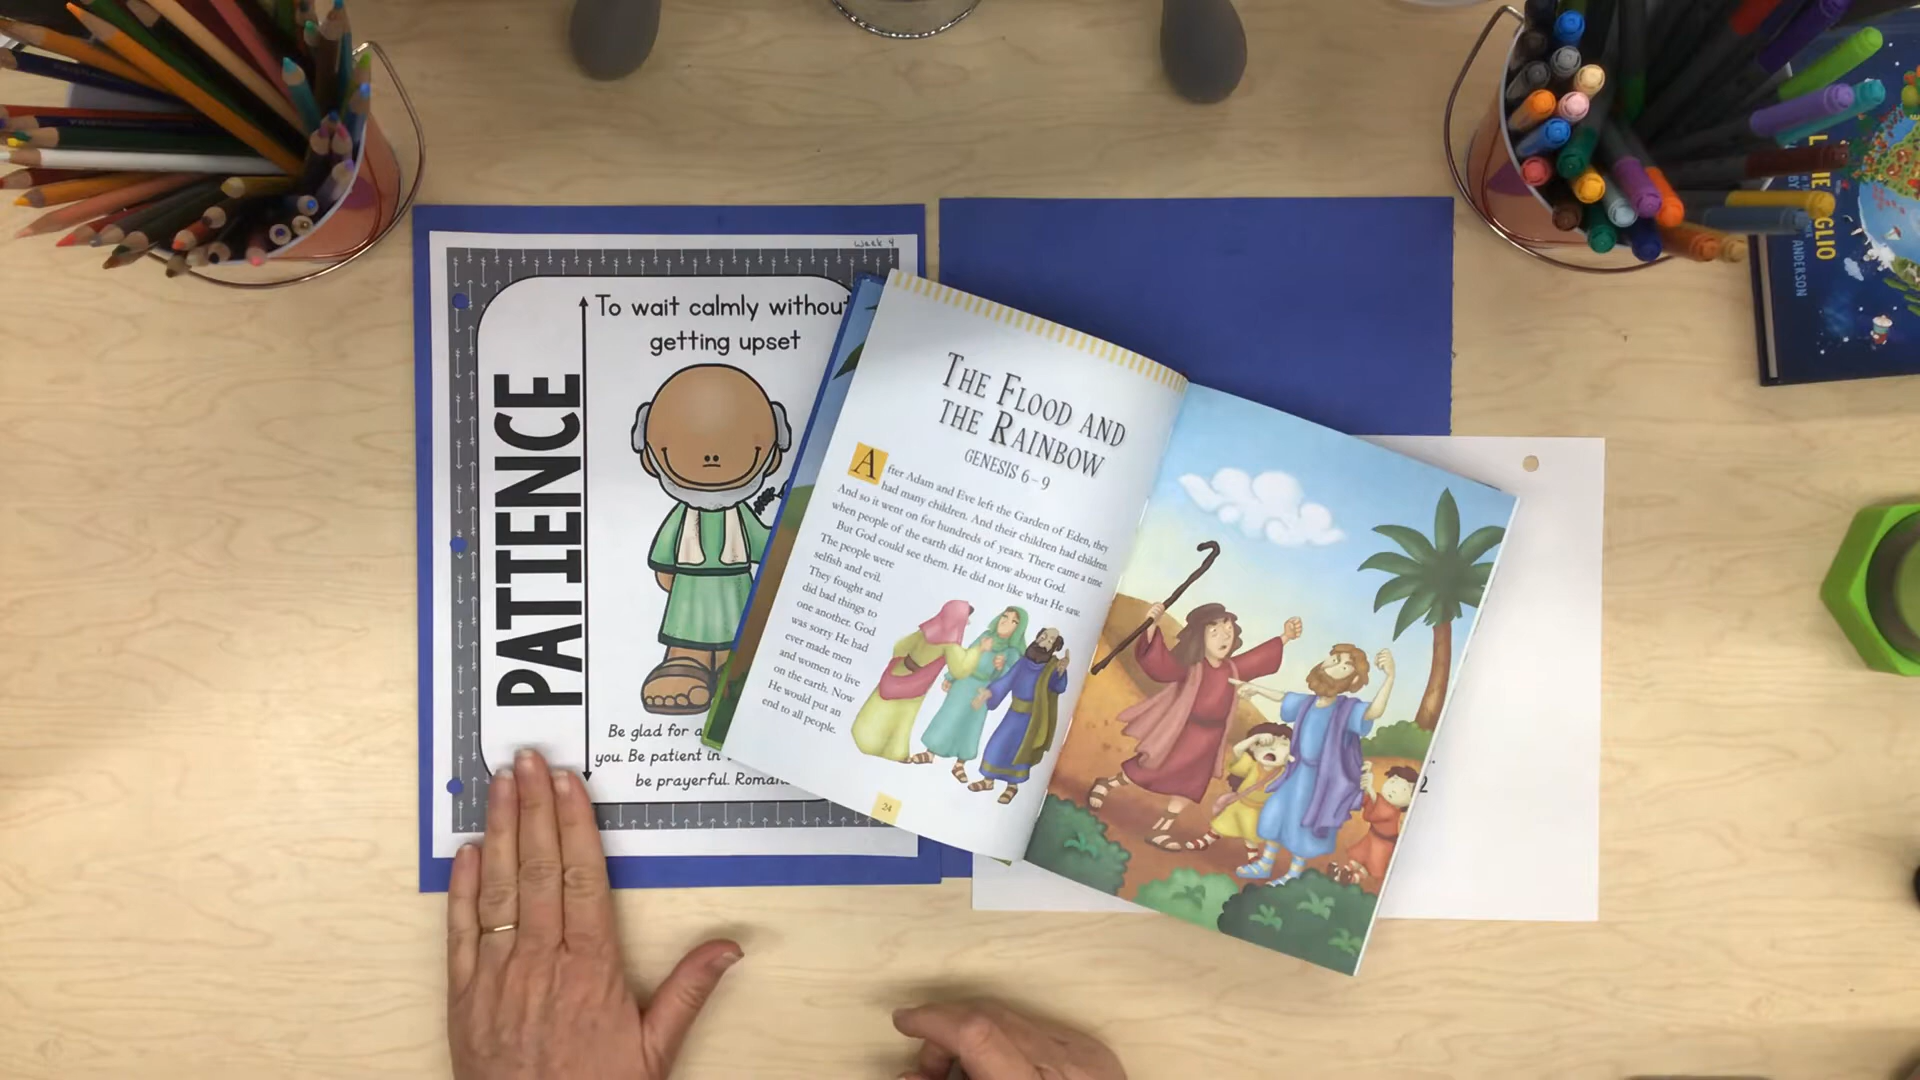 Week 4
PATIENCE
To wait calmly without
getting upset
Be glad for a
you. Be patient in
be prayerful. Roman
THE FLOOD AND
THE RAINBOW
GENESIS 6-9
After Adam and Eve left the Garden of Eden, they
had many children. And their children had children.
And so it went on for hundreds of years. There came a time
when people of the earth did not know about God.
But God could see them. He did not like what He saw.
The people were
selfish and evil.
They fought and
did bad things to
one another. God
was sorry He had
ever made men
and women to live
on the earth. Now
He would put an
end to all people.
24
2
GLIO
ANDERSON